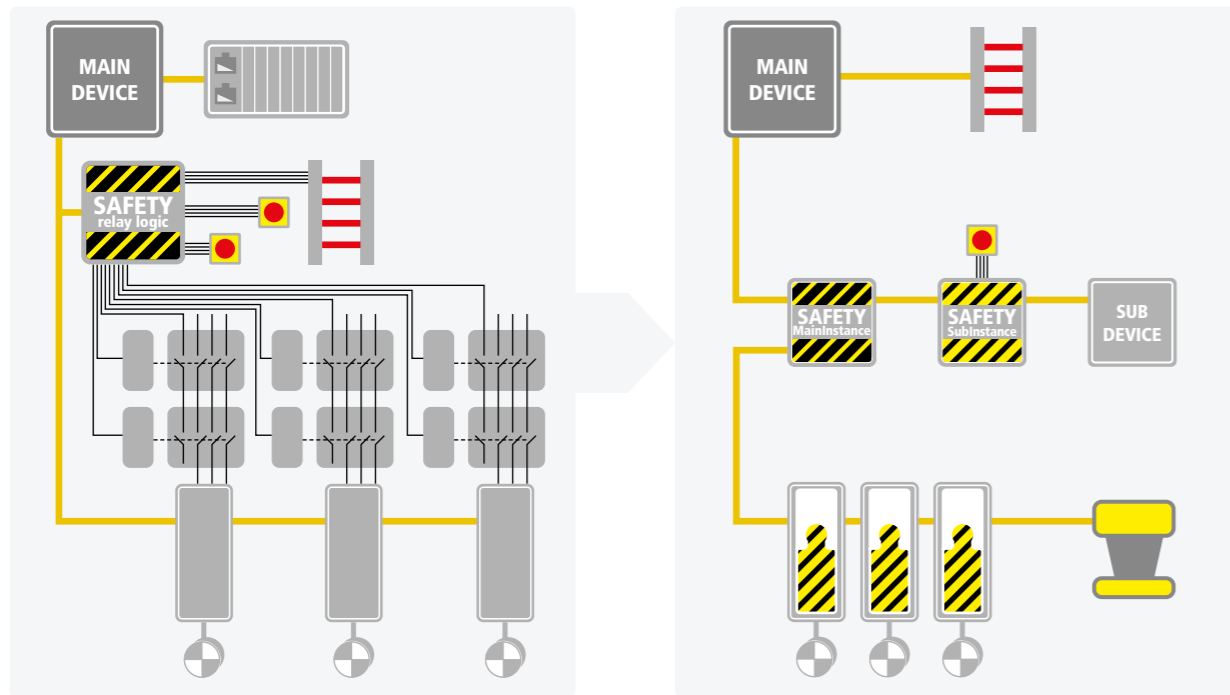 MAIN
DEVICE
SAFETY
relay logic
MAIN
DEVICE
SAFETY
MainInstance
SAFETY
SubInstance
SUB
DEVICE